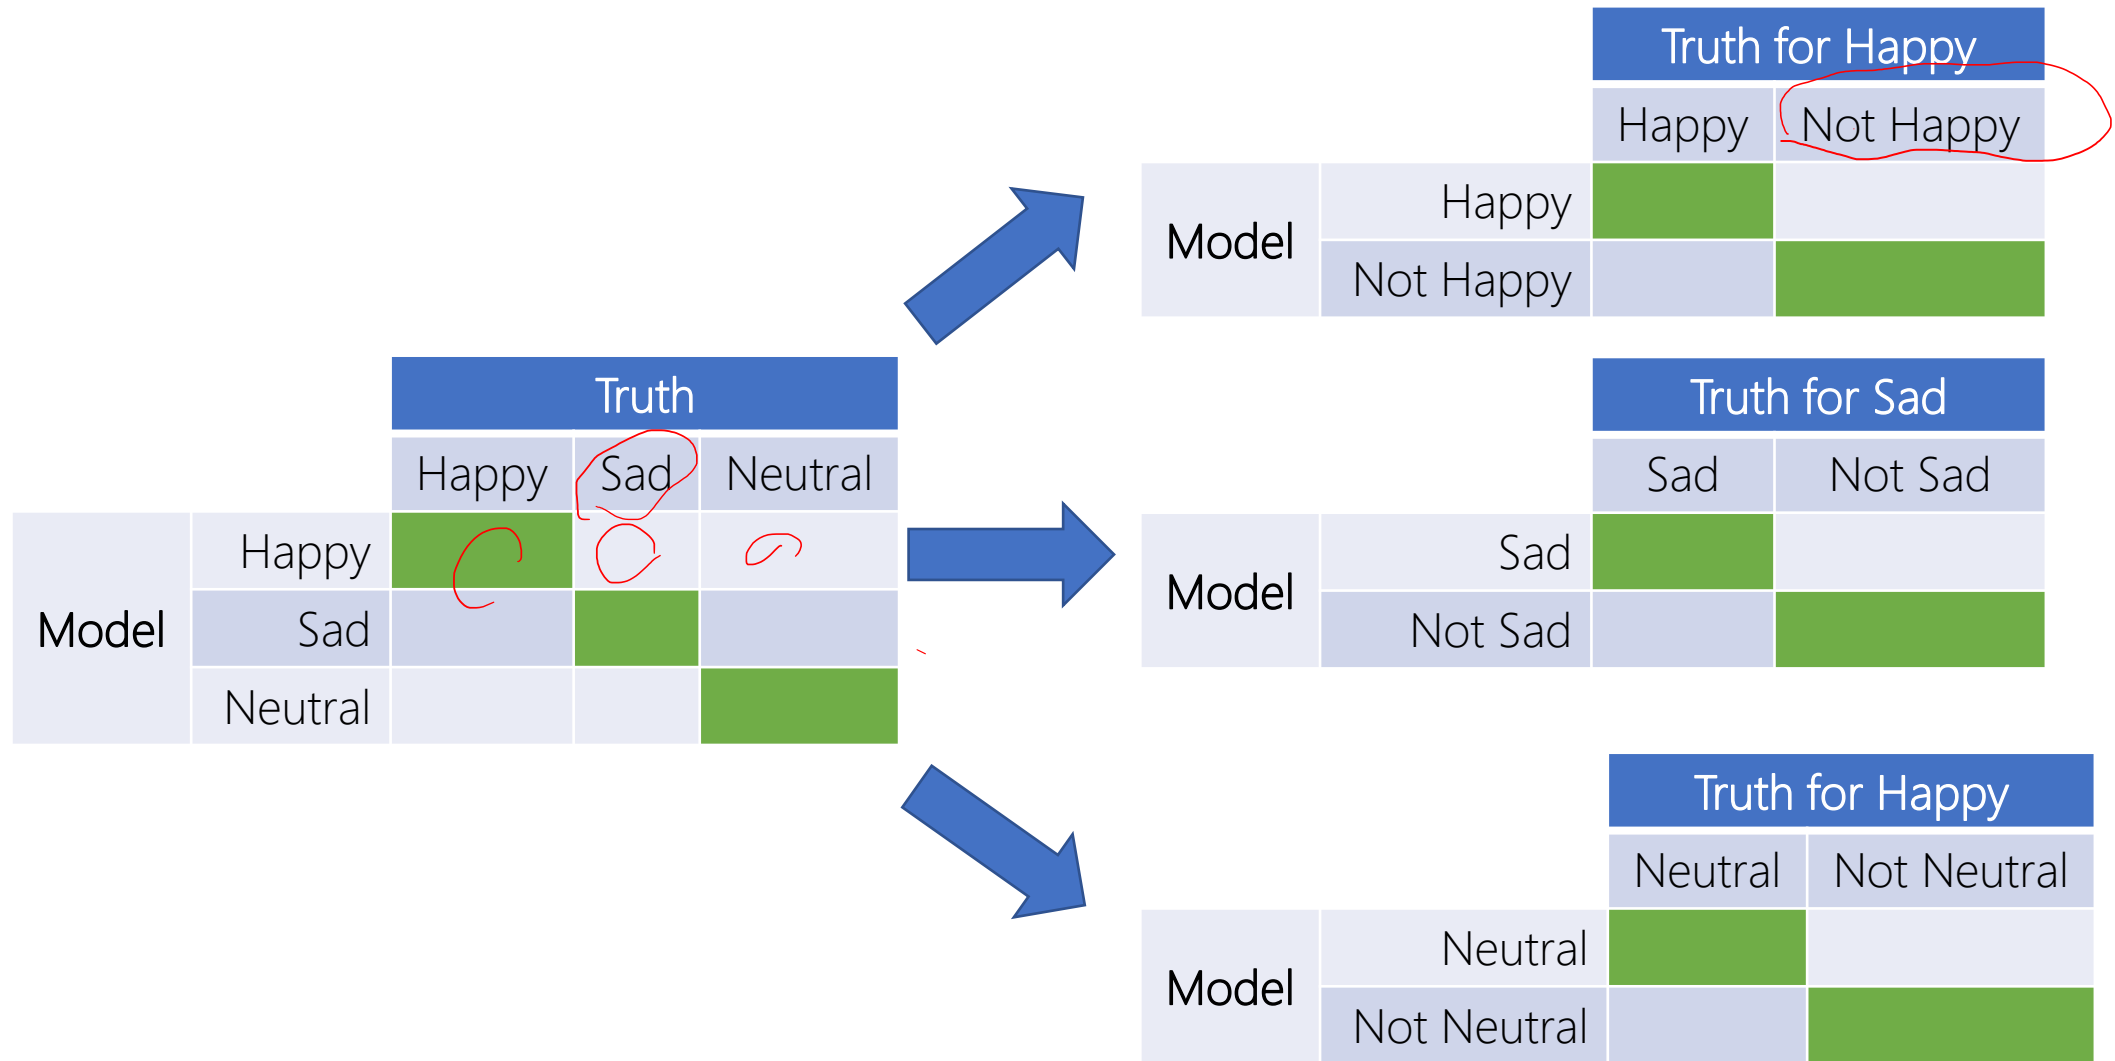 Truth
Happy Sad Neutral
Model
Happy
Sad
Neutral
Truth for Happy
Happy Not Happy
Model
Happy
Not Happy
Truth for Sad
Sad Not Sad
Model
Sad
Not Sad
Truth for Happy
Neutral Not Neutral
Model
Neutral
Not Neutral